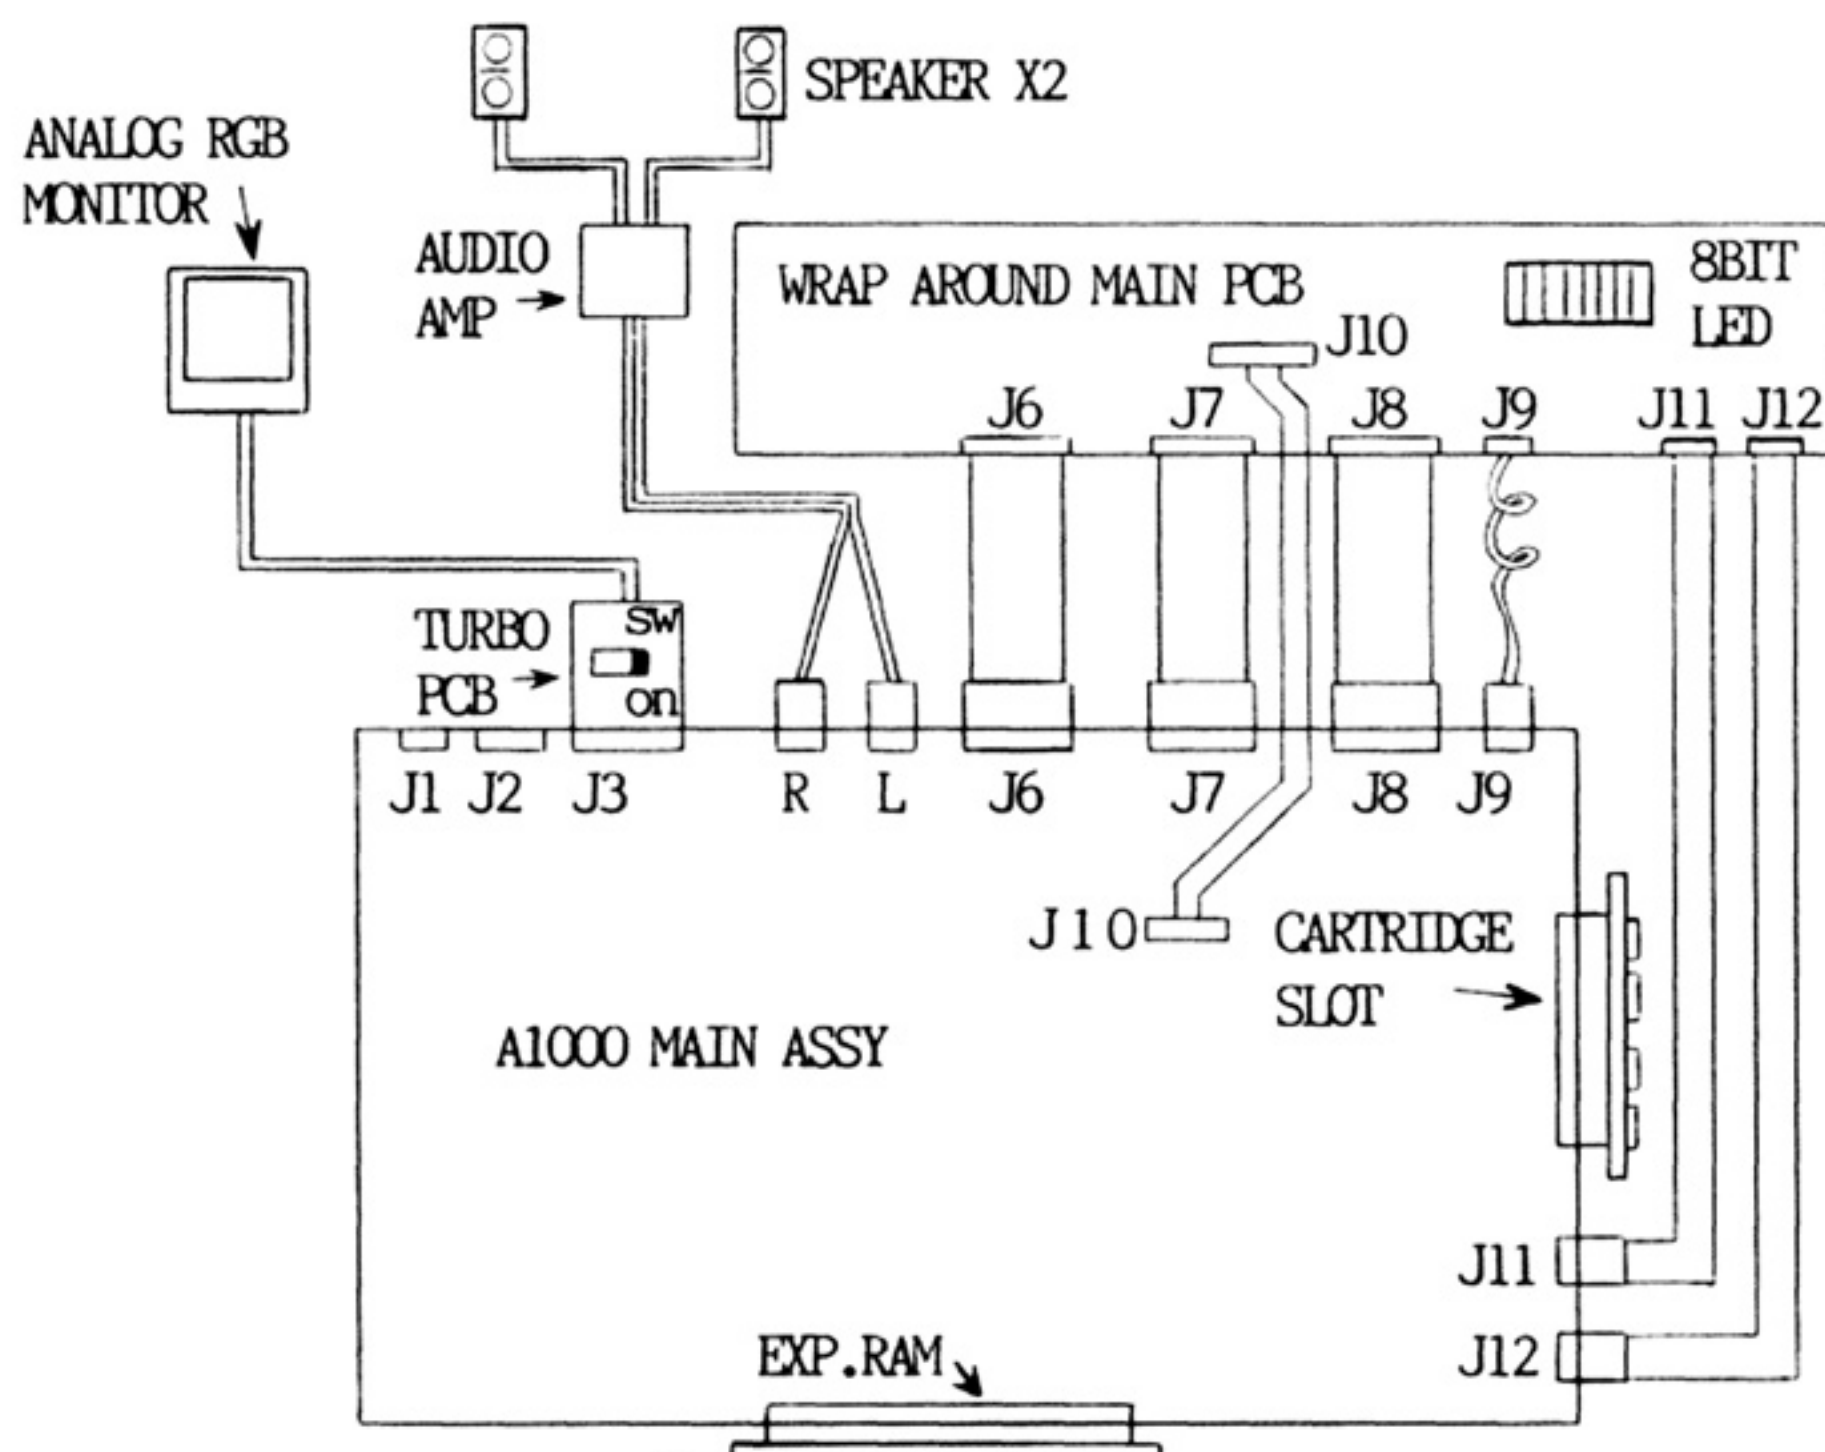 SPEAKER X2
ANALOG RGB
MONITOR
AUDIO
AMP
WRAP AROUND MAIN PCB
8BIT
LED
J10
J6
J7
J8
J9
J11
J12
TURBO
PCB
SW
on
J1
J2
J3
R
L
J6
J7
J8
J9
J10
CARTRIDGE
SLOT
A1000 MAIN ASSY
J11
J12
EXP.RAM